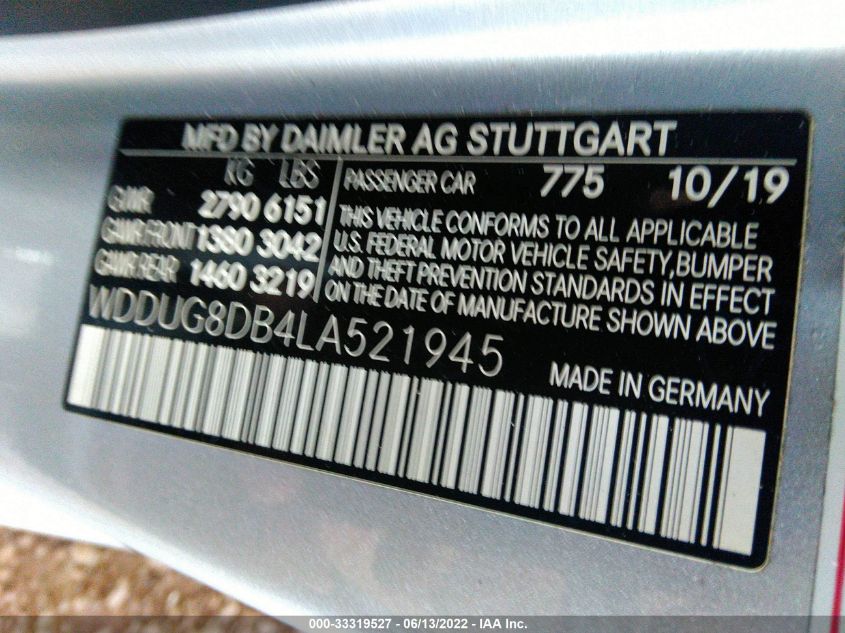 MFD BY DAIMLER AG STUTTGART
KG LBS
GVWR 2790 6151
GAWR FRONT 1380 3042
GAWR REAR 1460 3219
PASSENGER CAR 775 10/19
THIS VEHICLE CONFORMS TO ALL APPLICABLE
U.S. FEDERAL MOTOR VEHICLE SAFETY, BUMPER
AND THEFT PREVENTION STANDARDS IN EFFECT
ON THE DATE OF MANUFACTURE SHOWN ABOVE
WDDUG8DB4LA521945
MADE IN GERMANY
000-33319527 - 06/13/2022 - IAA Inc.